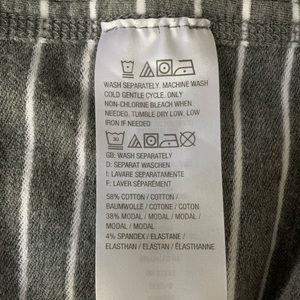 WASH SEPARATELY. MACHINE WASH
COLD GENTLE CYCLE. ONLY
NON-CHLORINE BLEACH WHEN
NEEDED. TUMBLE DRY LOW. LOW
IRON IF NEEDED
30
GB: WASH SEPARATELY
D: SEPARAT WASCHEN
I: LAVARE SEPARATAMENTE
F: LAVER SÉPARÉMENT
58% COTTON / COTTON /
BAUMWOLLE / COTONE / COTON
38% MODAL / MODAL /
MODAL / MODAL / MODAL
4% SPANDEX / ELASTANE /
ELASTHAN / ELASTAN / ÉLASTHANNE